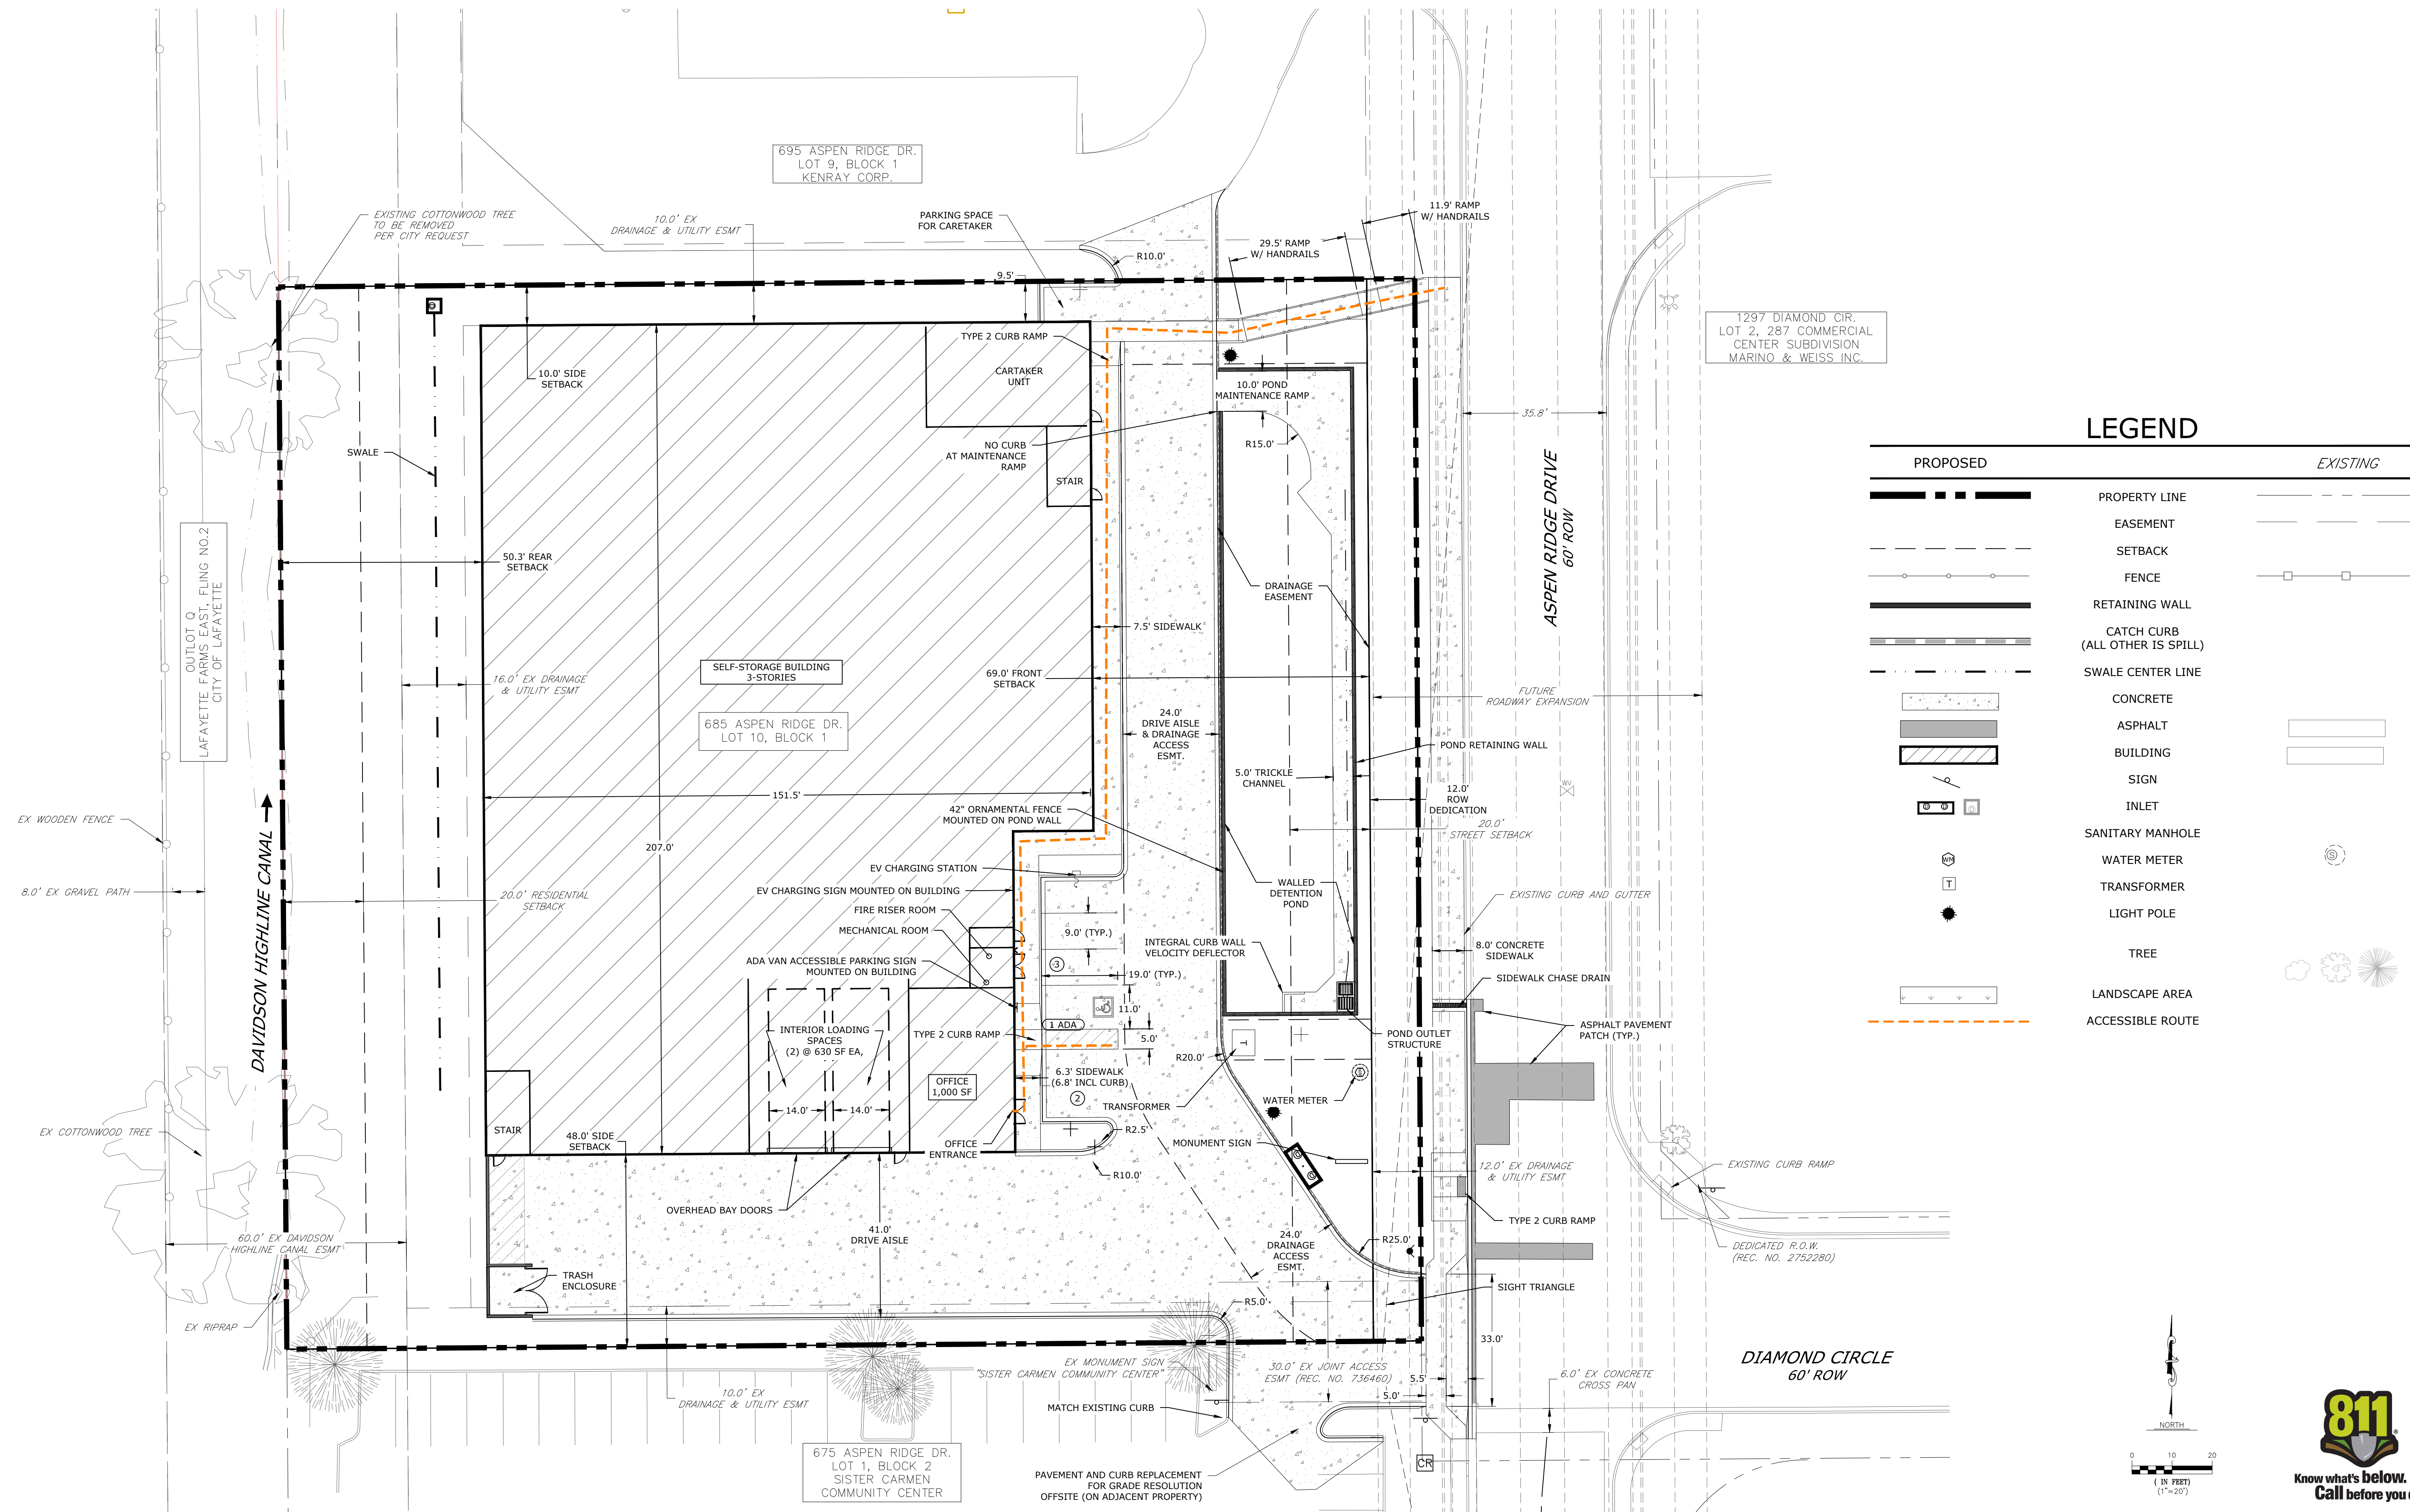 695 ASPEN RIDGE DR.
LOT 9, BLOCK 1
KENRAY CORP.
EXISTING COTTONWOOD TREE
TO BE REMOVED
PER CITY REQUEST
10.0' EX
DRAINAGE & UTILITY ESMT
PARKING SPACE
FOR CARETAKER
R10.0'
29.5' RAMP
W/ HANDRAILS
11.9' RAMP
W/ HANDRAILS
9.5'
1297 DIAMOND CIR.
LOT 2, 287 COMMERCIAL
CENTER SUBDIVISION
MARINO & WEISS INC.
TYPE 2 CURB RAMP
10.0' SIDE
SETBACK
CARTAKER
UNIT
10.0' POND
MAINTENANCE RAMP
35.8'
R15.0'
NO CURB
AT MAINTENANCE
RAMP
SWALE
STAIR
50.3' REAR
SETBACK
OUTLOT Q
LAFAYETTE FARMS EAST, FLING NO.2
CITY OF LAFAYETTE
ASPEN RIDGE DRIVE
60' ROW
DRAINAGE
EASEMENT
7.5' SIDEWALK
SELF-STORAGE BUILDING
3-STORIES
16.0' EX DRAINAGE
& UTILITY ESMT
69.0' FRONT
SETBACK
FUTURE
ROADWAY EXPANSION
685 ASPEN RIDGE DR.
LOT 10, BLOCK 1
24.0'
DRIVE AISLE
& DRAINAGE
ACCESS
ESMT.
POND RETAINING WALL
5.0' TRICKLE
CHANNEL
WV
151.5'
42" ORNAMENTAL FENCE
MOUNTED ON POND WALL
12.0'
ROW
DEDICATION
20.0'
STREET SETBACK
EX WOODEN FENCE
207.0'
DAVIDSON HIGHLINE CANAL
8.0' EX GRAVEL PATH
20.0' RESIDENTIAL
SETBACK
EV CHARGING STATION
EV CHARGING SIGN MOUNTED ON BUILDING
FIRE RISER ROOM
MECHANICAL ROOM
WALLED
DETENTION
POND
EXISTING CURB AND GUTTER
9.0' (TYP.)
INTEGRAL CURB WALL
VELOCITY DEFLECTOR
8.0' CONCRETE
SIDEWALK
ADA VAN ACCESSIBLE PARKING SIGN
MOUNTED ON BUILDING
3
19.0' (TYP.)
SIDEWALK CHASE DRAIN
11.0'
1 ADA
INTERIOR LOADING
SPACES
(2) @ 630 SF EA,
TYPE 2 CURB RAMP
5.0'
T
POND OUTLET
STRUCTURE
ASPHALT PAVEMENT
PATCH (TYP.)
R20.0'
OFFICE
1,000 SF
6.3' SIDEWALK
(6.8' INCL CURB)
2
TRANSFORMER
WATER METER
14.0'
14.0'
EX COTTONWOOD TREE
STAIR
48.0' SIDE
SETBACK
R2.5'
OFFICE
ENTRANCE
MONUMENT SIGN
R10.0'
12.0' EX DRAINAGE
& UTILITY ESMT
EXISTING CURB RAMP
OVERHEAD BAY DOORS
41.0'
DRIVE AISLE
TYPE 2 CURB RAMP
60.0' EX DAVIDSON
HIGHLINE CANAL ESMT
24.0'
DRAINAGE
ACCESS
ESMT.
R25.0'
DEDICATED R.O.W.
(REC. NO. 2752280)
TRASH
ENCLOSURE
SIGHT TRIANGLE
R5.0'
EX RIPRAP
33.0'
EX MONUMENT SIGN
"SISTER CARMEN COMMUNITY CENTER"
30.0' EX JOINT ACCESS
ESMT (REC. NO. 736460)
5.5'
5.0'
6.0' EX CONCRETE
CROSS PAN
DIAMOND CIRCLE
60' ROW
10.0' EX
DRAINAGE & UTILITY ESMT
MATCH EXISTING CURB
675 ASPEN RIDGE DR.
LOT 1, BLOCK 2
SISTER CARMEN
COMMUNITY CENTER
CR
PAVEMENT AND CURB REPLACEMENT
FOR GRADE RESOLUTION
OFFSITE (ON ADJACENT PROPERTY)
LEGEND
PROPOSED
EXISTING
PROPERTY LINE
EASEMENT
SETBACK
FENCE
RETAINING WALL
CATCH CURB
(ALL OTHER IS SPILL)
SWALE CENTER LINE
CONCRETE
ASPHALT
BUILDING
SIGN
INLET
SANITARY MANHOLE
S
WM
WATER METER
T
TRANSFORMER
LIGHT POLE
TREE
LANDSCAPE AREA
ACCESSIBLE ROUTE
NORTH
0 10 20
( IN FEET)
(1"=20')
811
Know what's below.
Call before you